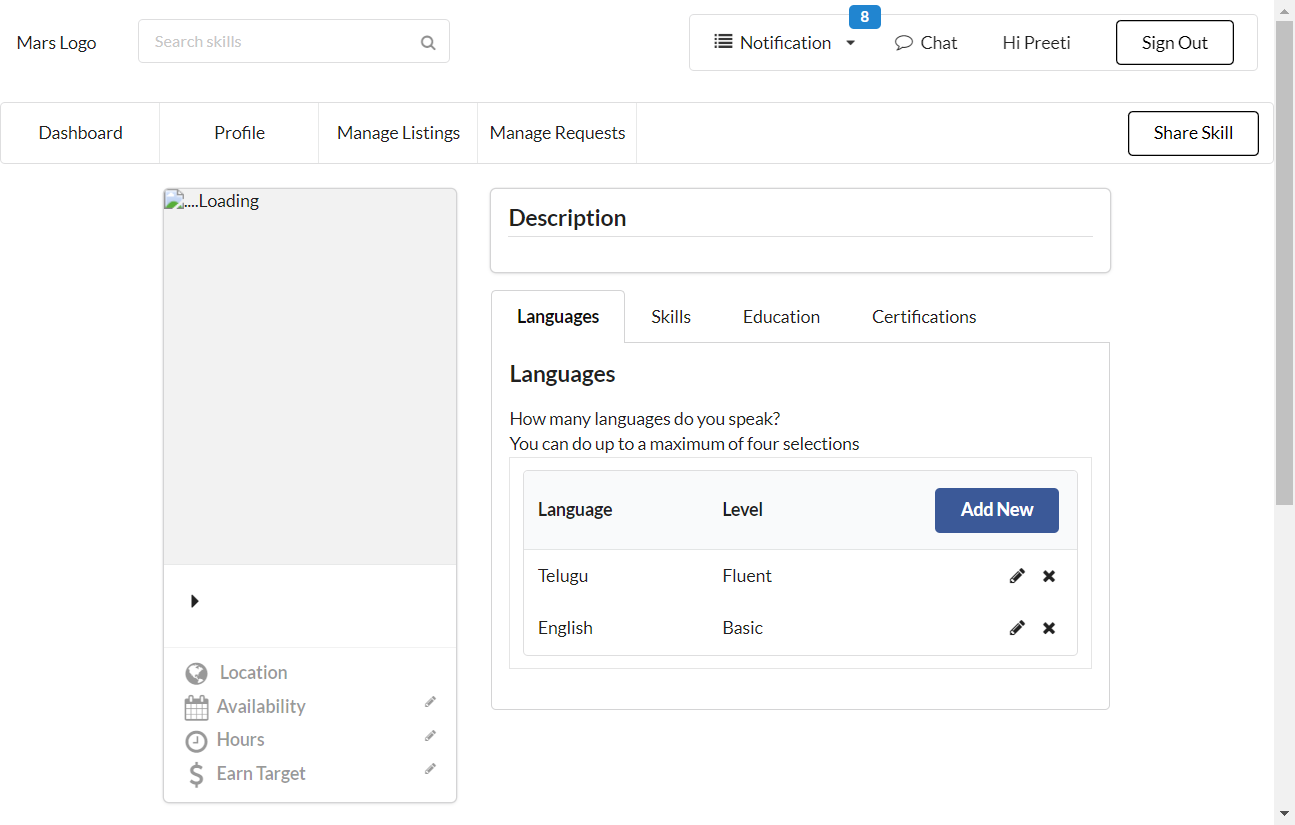 Mars Logo
Search skills
Notification
8
Chat
Hi Preeti
Sign Out
Dashboard
Profile
Manage Listings
Manage Requests
Share Skill
....Loading
Location
Availability
Hours
Earn Target
Description
Languages
Skills
Education
Certifications
Languages
How many languages do you speak?
You can do up to a maximum of four selections
Language Level Add New
Telugu Fluent
English Basic